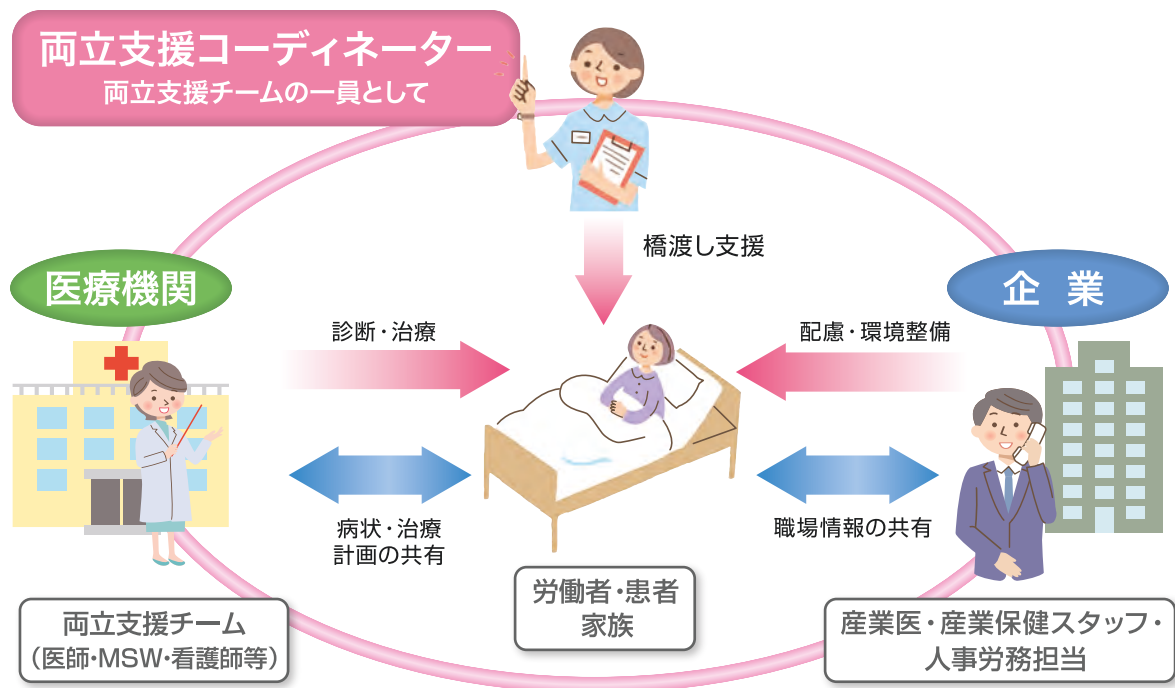 両立支援コーディネーター
両立支援チームの一員として
橋渡し支援
医療機関
企 業
診断・治療
配慮・環境整備
病状・治療
計画の共有
職場情報の共有
労働者・患者
家族
両立支援チーム
（医師・MSW・看護師等）
産業医・産業保健スタッフ・
人事労務担当